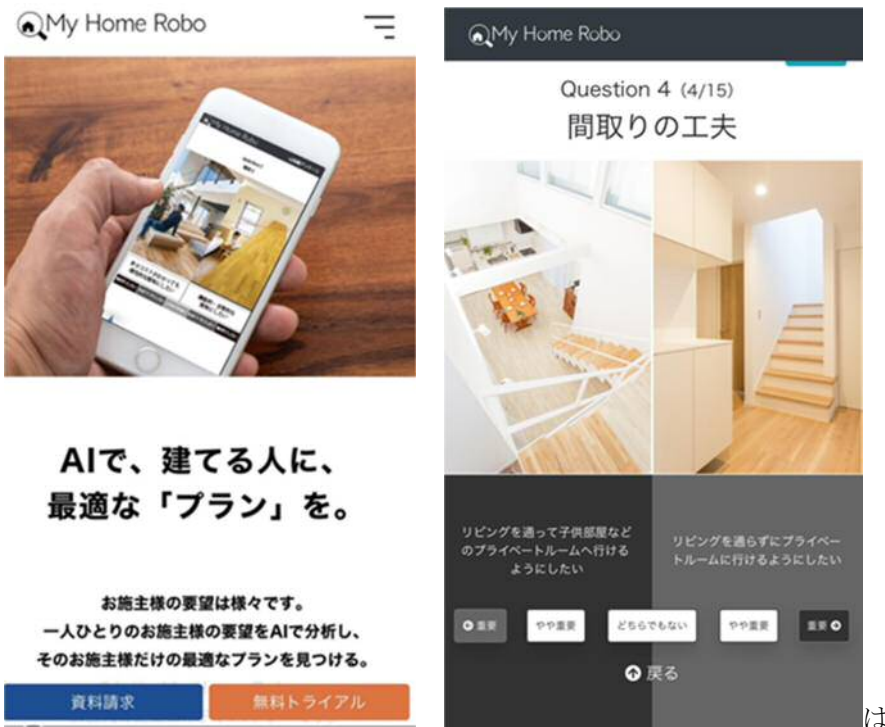 My Home Robo
AIで、建てる人に、
最適な「プラン」を。
お施主様の要望は様々です。
一人ひとりのお施主様の要望をAIで分析し、
そのお施主様だけの最適なプランを見つける。
資料請求
無料トライアル
My Home Robo
Question 4 (4/15)
間取りの工夫
リビングを通って子供部屋など
のプライベートルームへ行ける
ようにしたい
リビングを通らずにプライベー
トルームに行けるようにしたい
重要
やや重要
どちらでもない
やや重要
重要
戻る
は